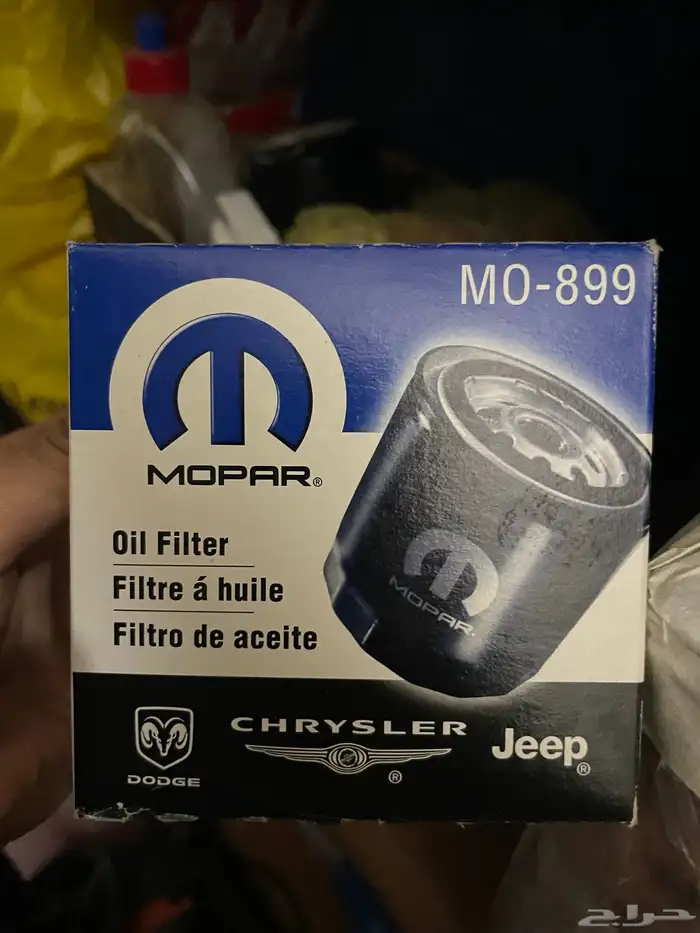 MO-899
MOPAR®
Oil Filter
Filtre á huile
Filtro de aceite
MOPAR
DODGE
CHRYSLER
®
Jeep®
حراج